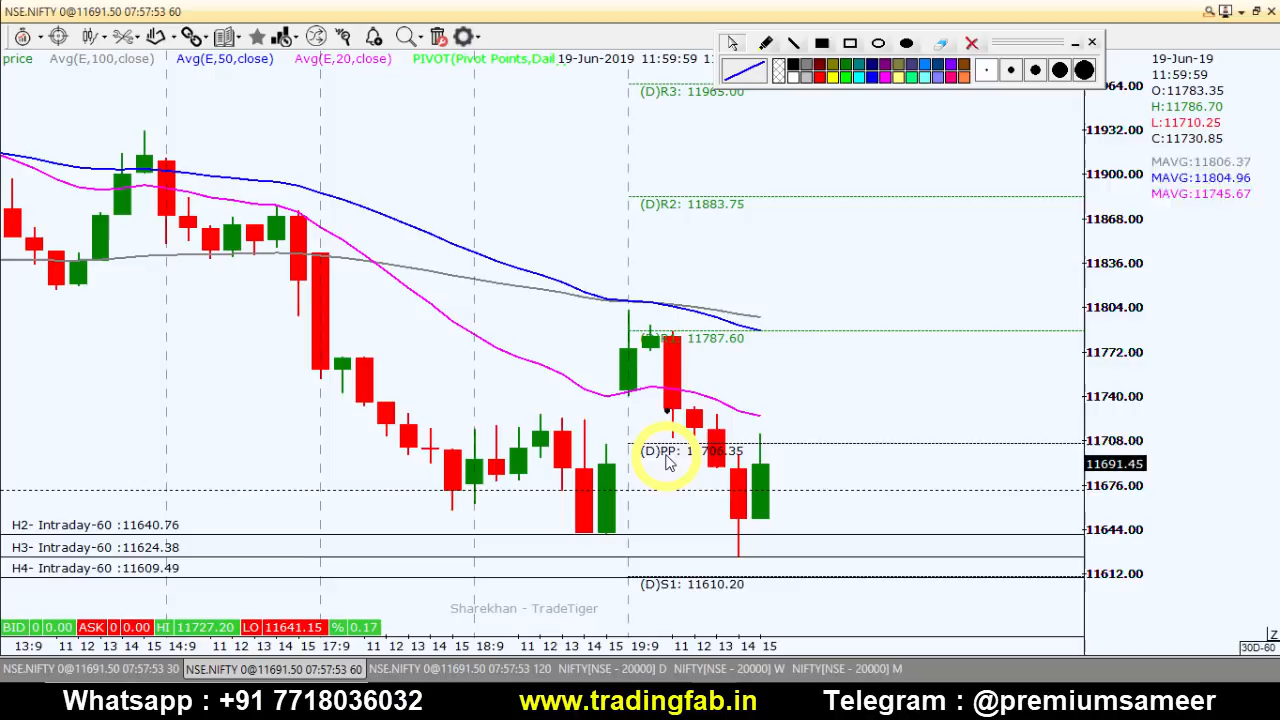 NSE.NIFTY 0@11691.50 07:57:53 60
price Avg(E,100,close) Avg(E,50,close) Avg(E,20,close) PIVOT(Pivot Points,Dail 19-Jun-2019 11:59:59
19-Jun-19
11:59:59
O:11783.35
H:11786.70
L:11710.25
C:11730.85
MAVG:11806.37
MAVG:11804.96
MAVG:11745.67
(D)R3: 11965.00
(D)R2: 11883.75
11787.60
(D)PP: 11706.35
(D)S1: 11610.20
964.00
11932.00
11900.00
11868.00
11836.00
11804.00
11772.00
11740.00
11708.00
11691.45
11676.00
11644.00
11612.00
H2- Intraday-60 :11640.76
H3- Intraday-60 :11624.38
H4- Intraday-60 :11609.49
Sharekhan - TradeTiger
BID 0 0.00 ASK 0 0.00 HI 11727.20 LO 11641.15 % 0.17
13:9 11 12 13 14 15 14:9 11 12 13 14 15 17:9 11 12 13 14 15 18:9 11 12 13 14 15 19:9 11 12 13 14 15
Z
30D-60
NSE.NIFTY 0@11691.50 07:57:53 30 NSE.NIFTY 0@11691.50 07:57:53 60 NSE.NIFTY 0@11691.50 07:57:53 120 NIFTY[NSE - 20000] D NIFTY[NSE - 20000] W NIFTY[NSE - 20000] M
Whatsapp : +91 7718036032 www.tradingfab.in Telegram : @premiumsameer